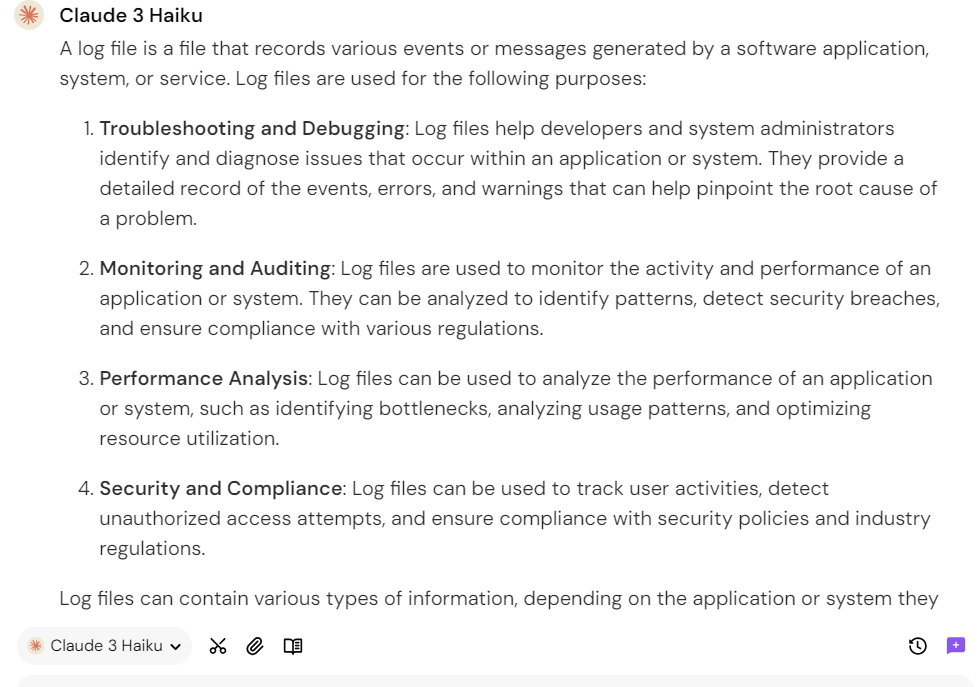 Claude 3 Haiku
A log file is a file that records various events or messages generated by a software application,
system, or service. Log files are used for the following purposes:
1. Troubleshooting and Debugging: Log files help developers and system administrators
identify and diagnose issues that occur within an application or system. They provide a
detailed record of the events, errors, and warnings that can help pinpoint the root cause of
a problem.
2. Monitoring and Auditing: Log files are used to monitor the activity and performance of an
application or system. They can be analyzed to identify patterns, detect security breaches,
and ensure compliance with various regulations.
3. Performance Analysis: Log files can be used to analyze the performance of an application
or system, such as identifying bottlenecks, analyzing usage patterns, and optimizing
resource utilization.
4. Security and Compliance: Log files can be used to track user activities, detect
unauthorized access attempts, and ensure compliance with security policies and industry
regulations.
Log files can contain various types of information, depending on the application or system they
Claude 3 Haiku